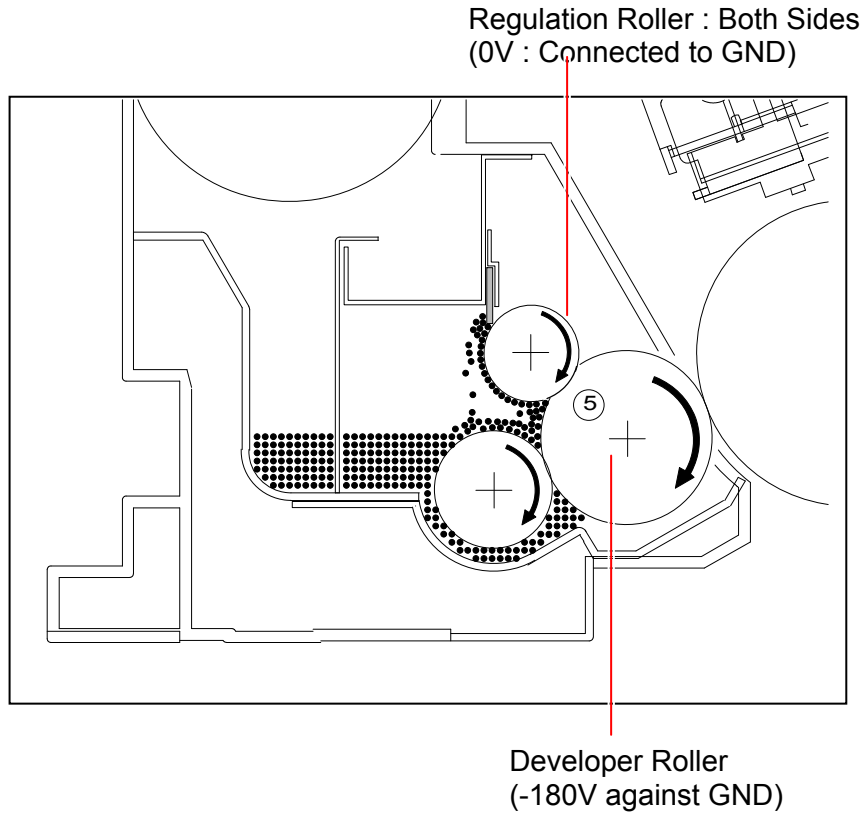 Regulation Roller : Both Sides
(0V : Connected to GND)
5
Developer Roller
(-180V against GND)